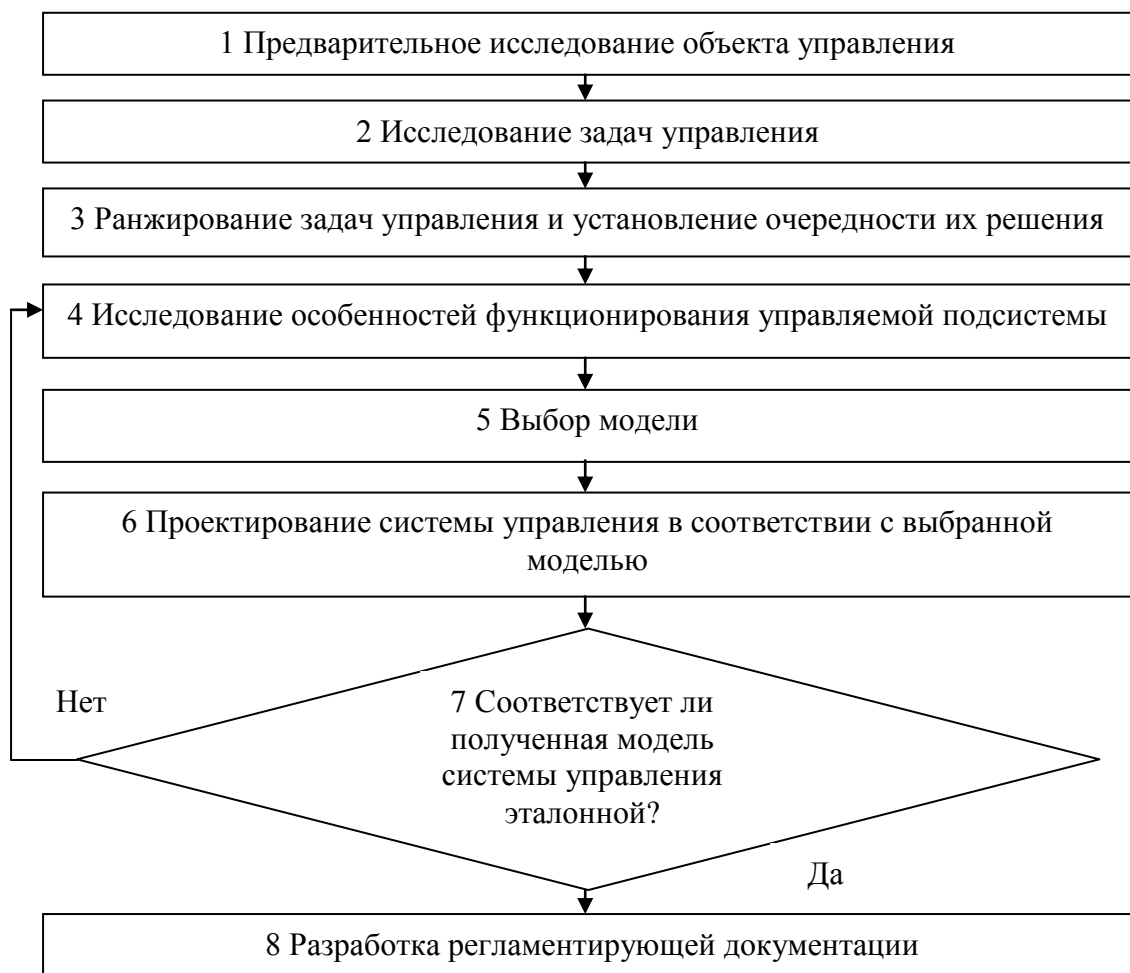 1 Предварительное исследование объекта управления
2 Исследование задач управления
3 Ранжирование задач управления и установление очередности их решения
4 Исследование особенностей функционирования управляемой подсистемы
5 Выбор модели
6 Проектирование системы управления в соответствии с выбранной
моделью
Нет
7 Соответствует ли
полученная модель
системы управления
эталонной?
Да
8 Разработка регламентирующей документации